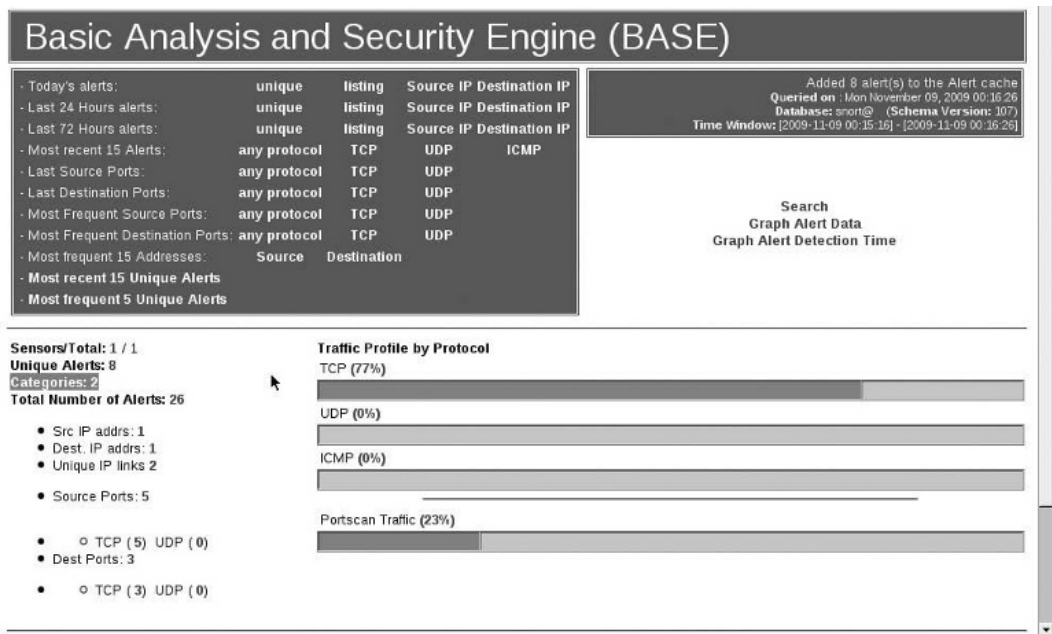 Basic Analysis and Security Engine (BASE)
- Today's alerts: unique listing Source IP Destination IP
- Last 24 Hours alerts: unique listing Source IP Destination IP
- Last 72 Hours alerts: unique listing Source IP Destination IP
- Most recent 15 Alerts: any protocol TCP UDP ICMP
- Last Source Ports: any protocol TCP UDP
- Last Destination Ports: any protocol TCP UDP
- Most Frequent Source Ports: any protocol TCP UDP
- Most Frequent Destination Ports: any protocol TCP UDP
- Most frequent 15 Addresses: Source Destination
- Most recent 15 Unique Alerts
- Most frequent 5 Unique Alerts
Added 8 alert(s) to the Alert cache
Queried on : Mon November 09, 2009 00:16:26
Database: snort@ (Schema Version: 107)
Time Window: [2009-11-09 00:15:16] - [2009-11-09 00:16:26]
Search
Graph Alert Data
Graph Alert Detection Time
Sensors/Total: 1 / 1
Unique Alerts: 8
Categories: 2
Total Number of Alerts: 26
• Src IP addrs: 1
• Dest. IP addrs: 1
• Unique IP links 2
• Source Ports: 5
• ○ TCP ( 5) UDP ( 0)
• Dest Ports: 3
• ○ TCP ( 3) UDP ( 0)
Traffic Profile by Protocol
TCP (77%)
UDP (0%)
ICMP (0%)
Portscan Traffic (23%)